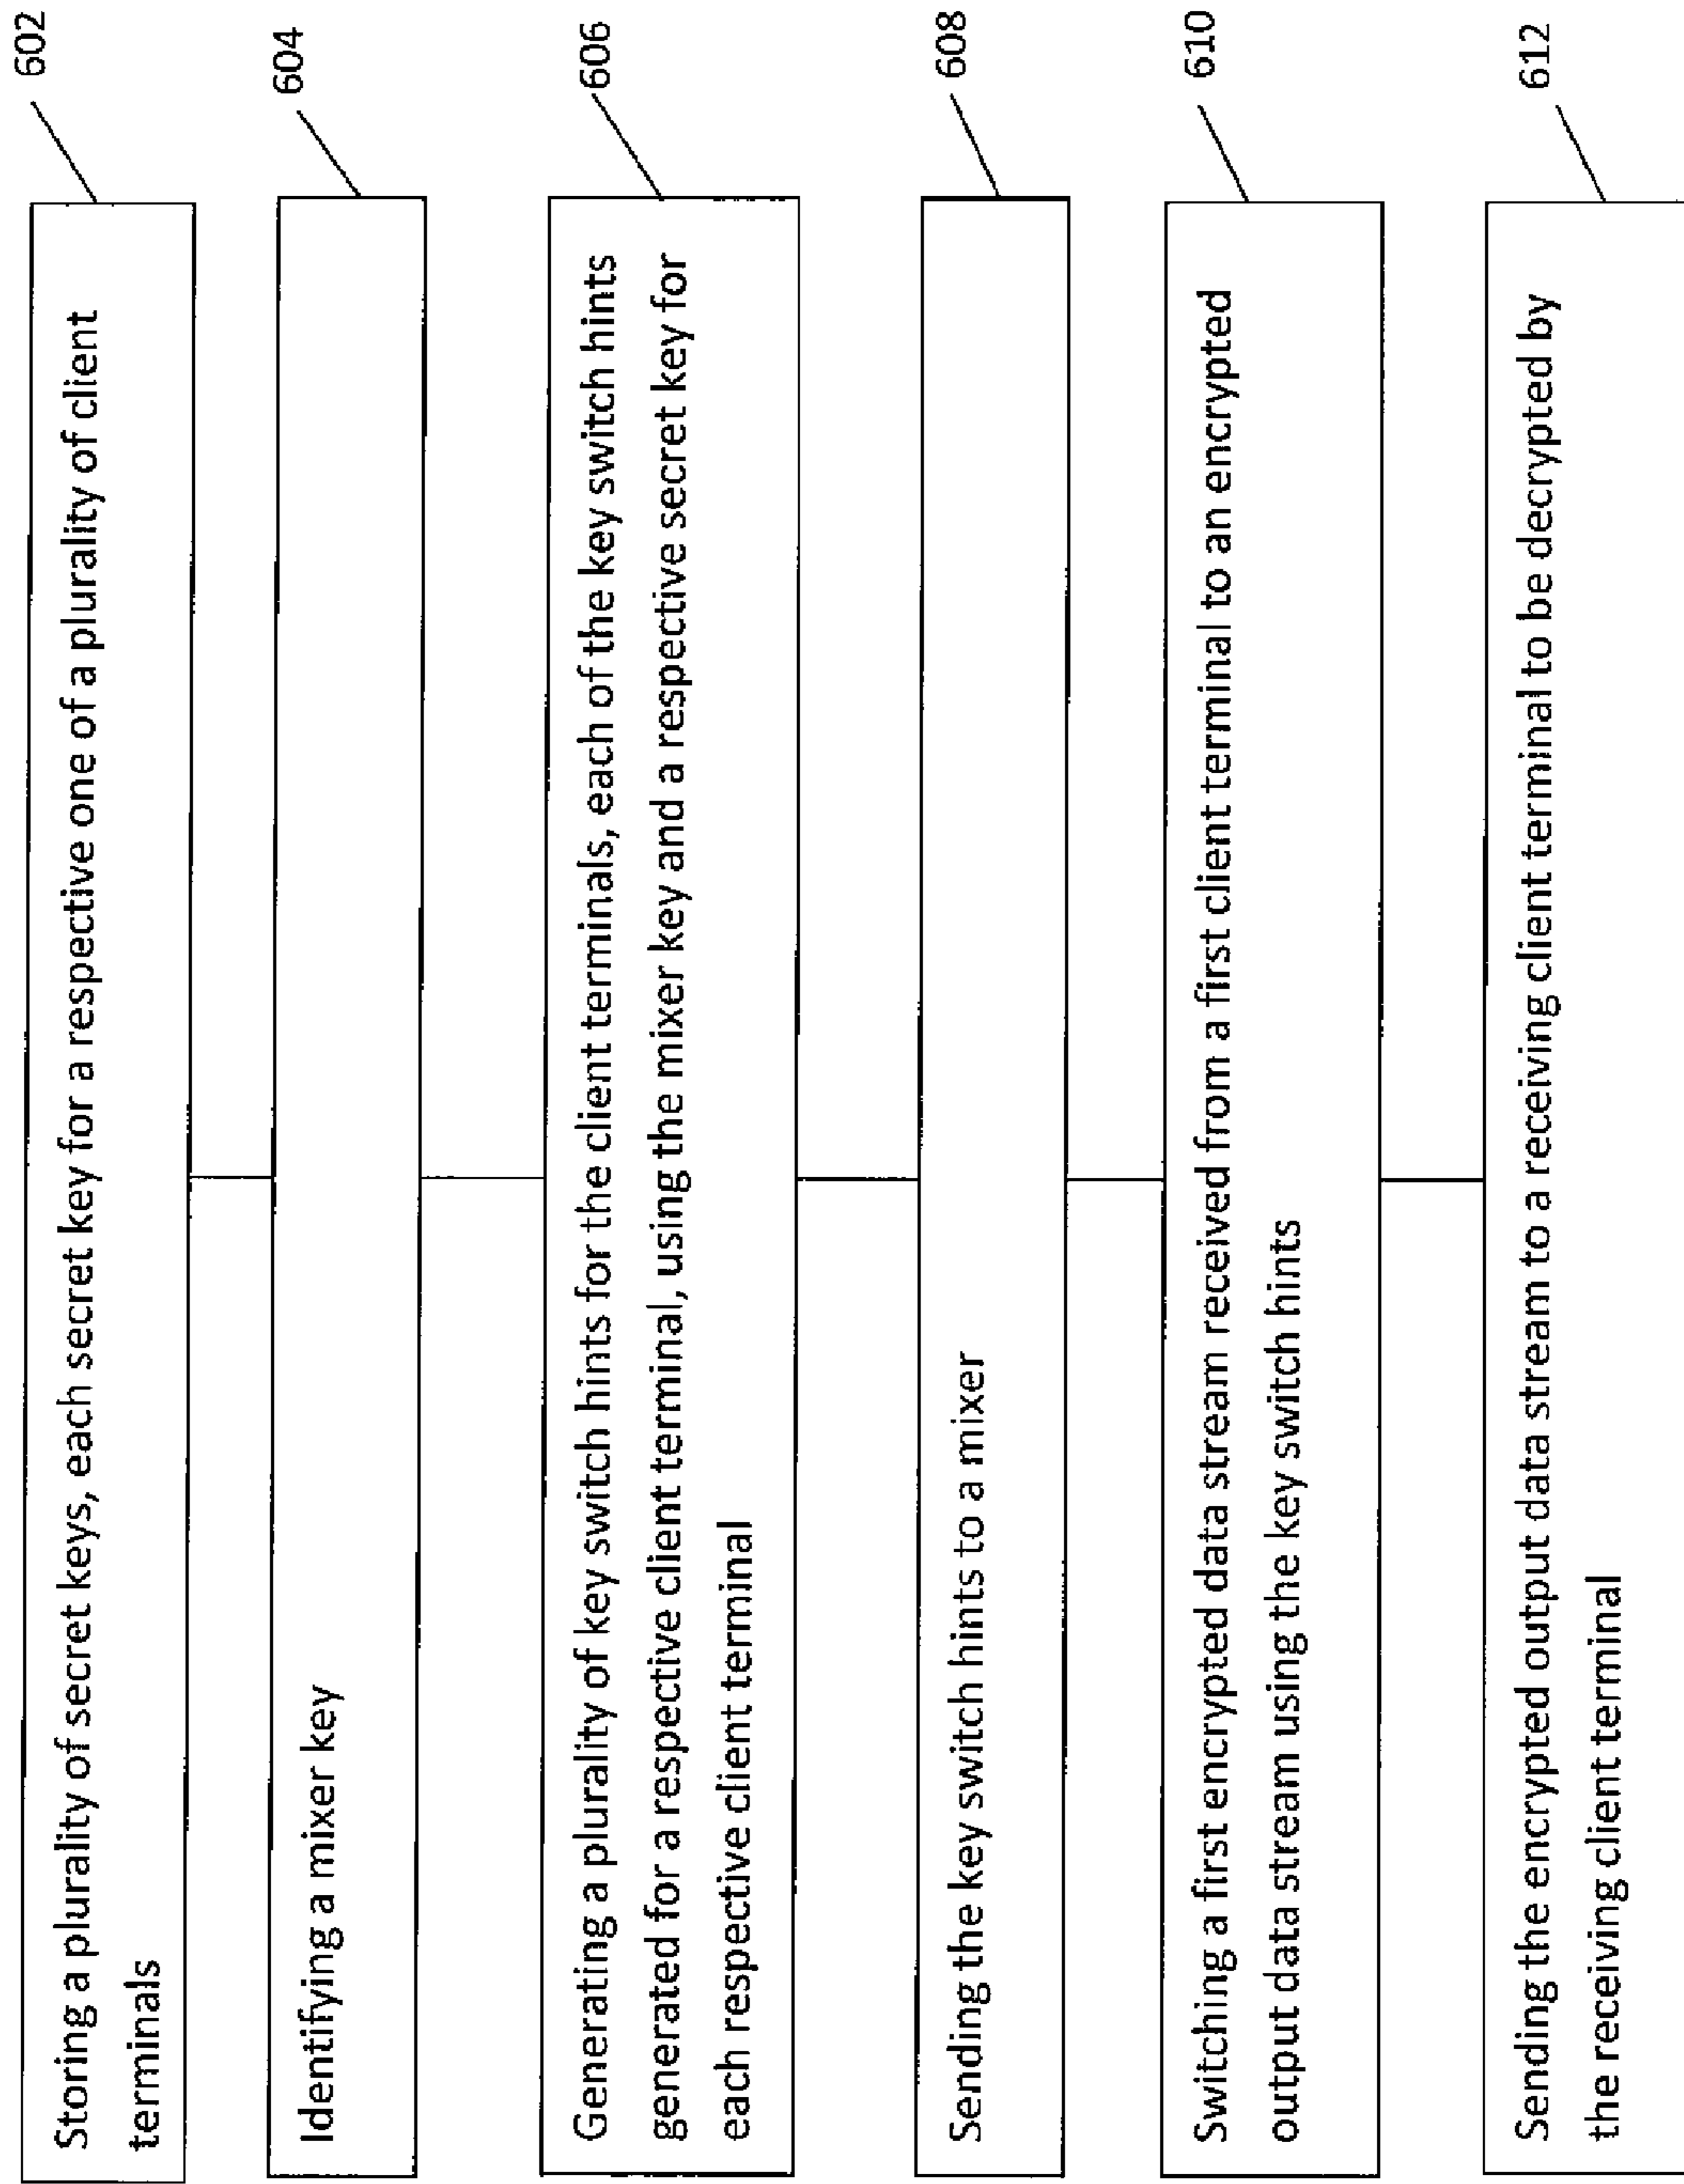 602
Storing a plurality of secret keys, each secret key for a respective one of a plurality of client
terminals
604
Identifying a mixer key
606
Generating a plurality of key switch hints for the client terminals, each of the key switch hints
generated for a respective client terminal, using the mixer key and a respective secret key for
each respective client terminal
608
Sending the key switch hints to a mixer
610
Switching a first encrypted data stream received from a first client terminal to an encrypted
output data stream using the key switch hints
612
Sending the encrypted output data stream to a receiving client terminal to be decrypted by
the receiving client terminal